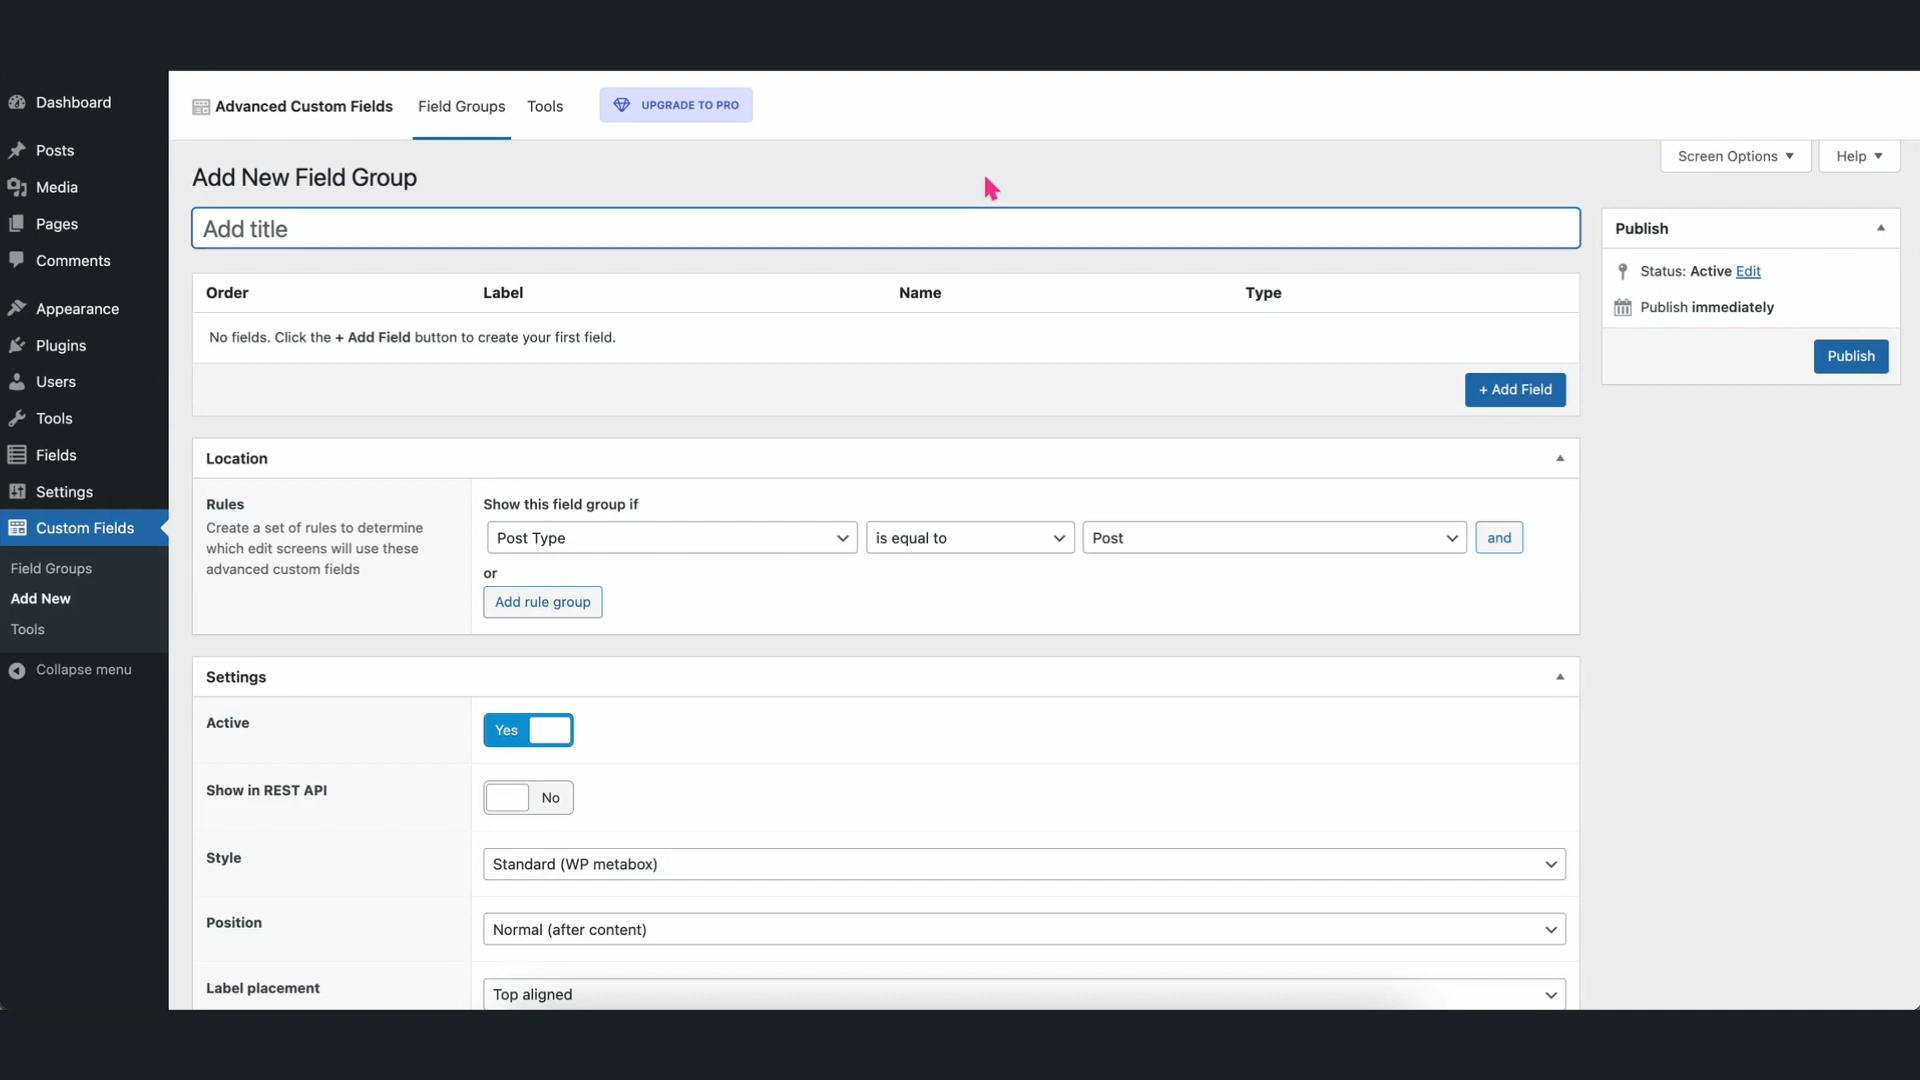 Dashboard
Posts
Media
Pages
Comments
Appearance
Plugins
Users
Tools
Fields
Settings
Custom Fields
Field Groups
Add New
Tools
Collapse menu
Advanced Custom Fields
Field Groups
Tools
UPGRADE TO PRO
Screen Options
Help
Add New Field Group
Add title
Order
Label
Name
Type
No fields. Click the + Add Field button to create your first field.
+ Add Field
Location
Rules
Create a set of rules to determine
which edit screens will use these
advanced custom fields
Show this field group if
Post Type
is equal to
Post
and
or
Add rule group
Settings
Active
Yes
Show in REST API
No
Style
Standard (WP metabox)
Position
Normal (after content)
Label placement
Top aligned
Publish
Status: Active Edit
Publish immediately
Publish